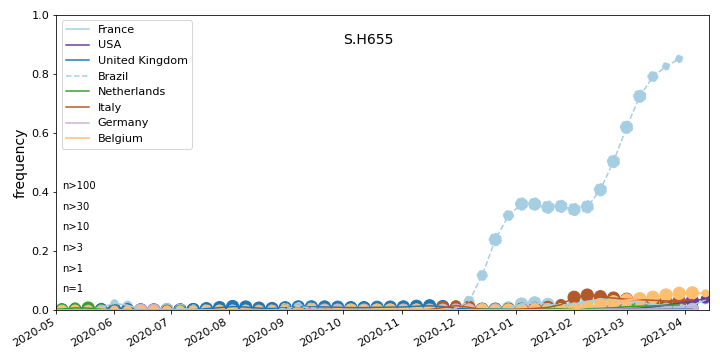 S.H655
France
USA
United Kingdom
Brazil
Netherlands
Italy
Germany
Belgium
frequency
1.0
0.8
0.6
0.4
0.2
0.0
n>100
n>30
n>10
n>3
n>1
n=1
2020-05
2020-06
2020-07
2020-08
2020-09
2020-10
2020-11
2020-12
2021-01
2021-02
2021-03
2021-04